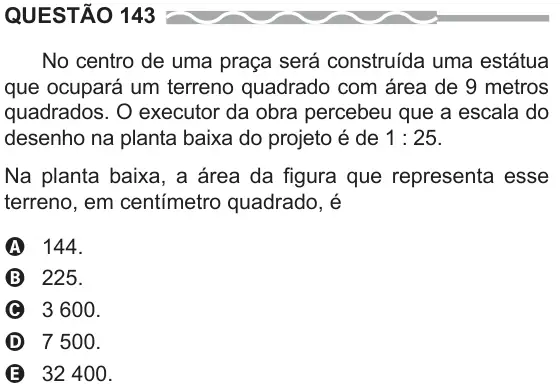 QUESTÃO 143
No centro de uma praça será construída uma estátua
que ocupará um terreno quadrado com área de 9 metros
quadrados. O executor da obra percebeu que a escala do
desenho na planta baixa do projeto é de 1 : 25.
Na planta baixa, a área da figura que representa esse
terreno, em centímetro quadrado, é
A 144.
B 225.
C 3 600.
D 7 500.
E 32 400.